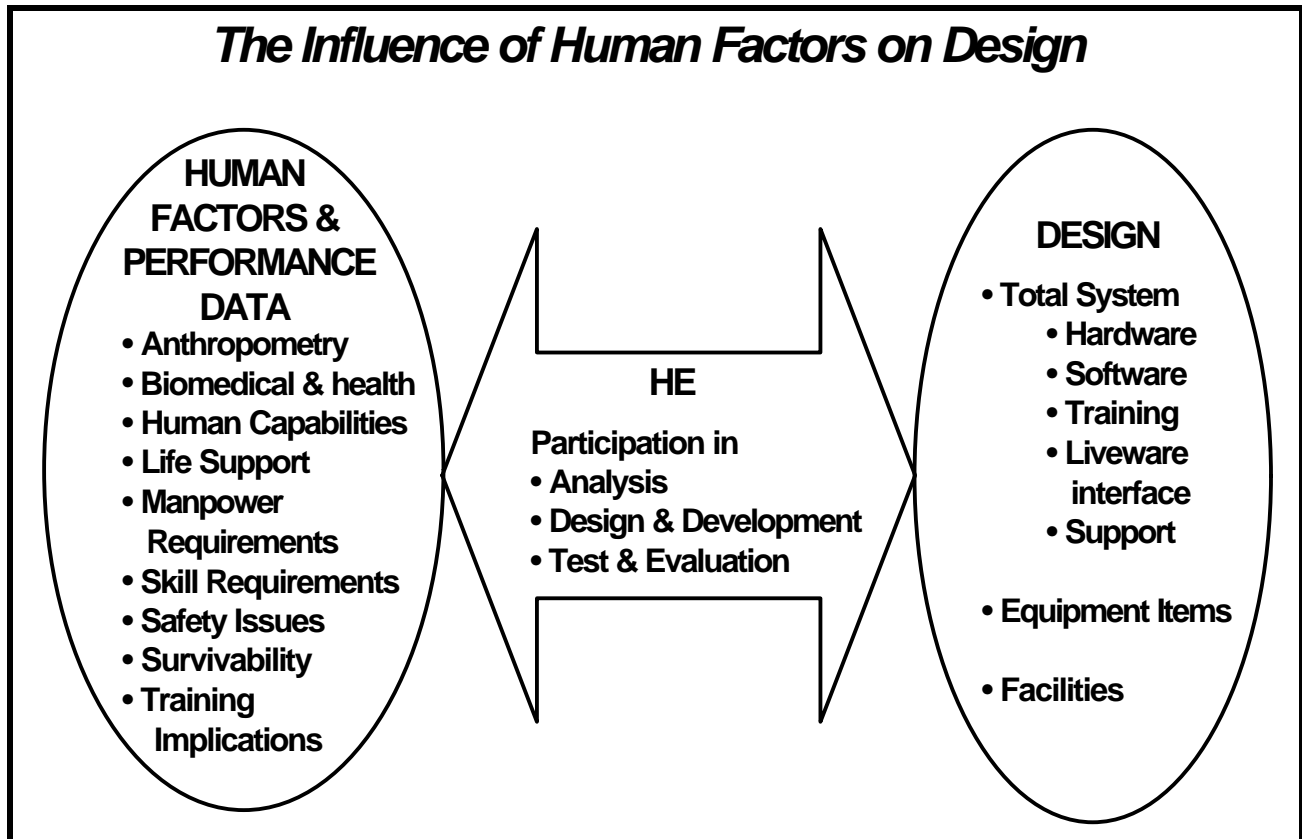 The Influence of Human Factors on Design
HUMAN
FACTORS &
PERFORMANCE
DATA
• Anthropometry
• Biomedical & health
• Human Capabilities
• Life Support
• Manpower
Requirements
• Skill Requirements
• Safety Issues
• Survivability
• Training
Implications
HE
Participation in
• Analysis
• Design & Development
• Test & Evaluation
DESIGN
• Total System
• Hardware
• Software
• Training
• Liveware
interface
• Support
• Equipment Items
• Facilities